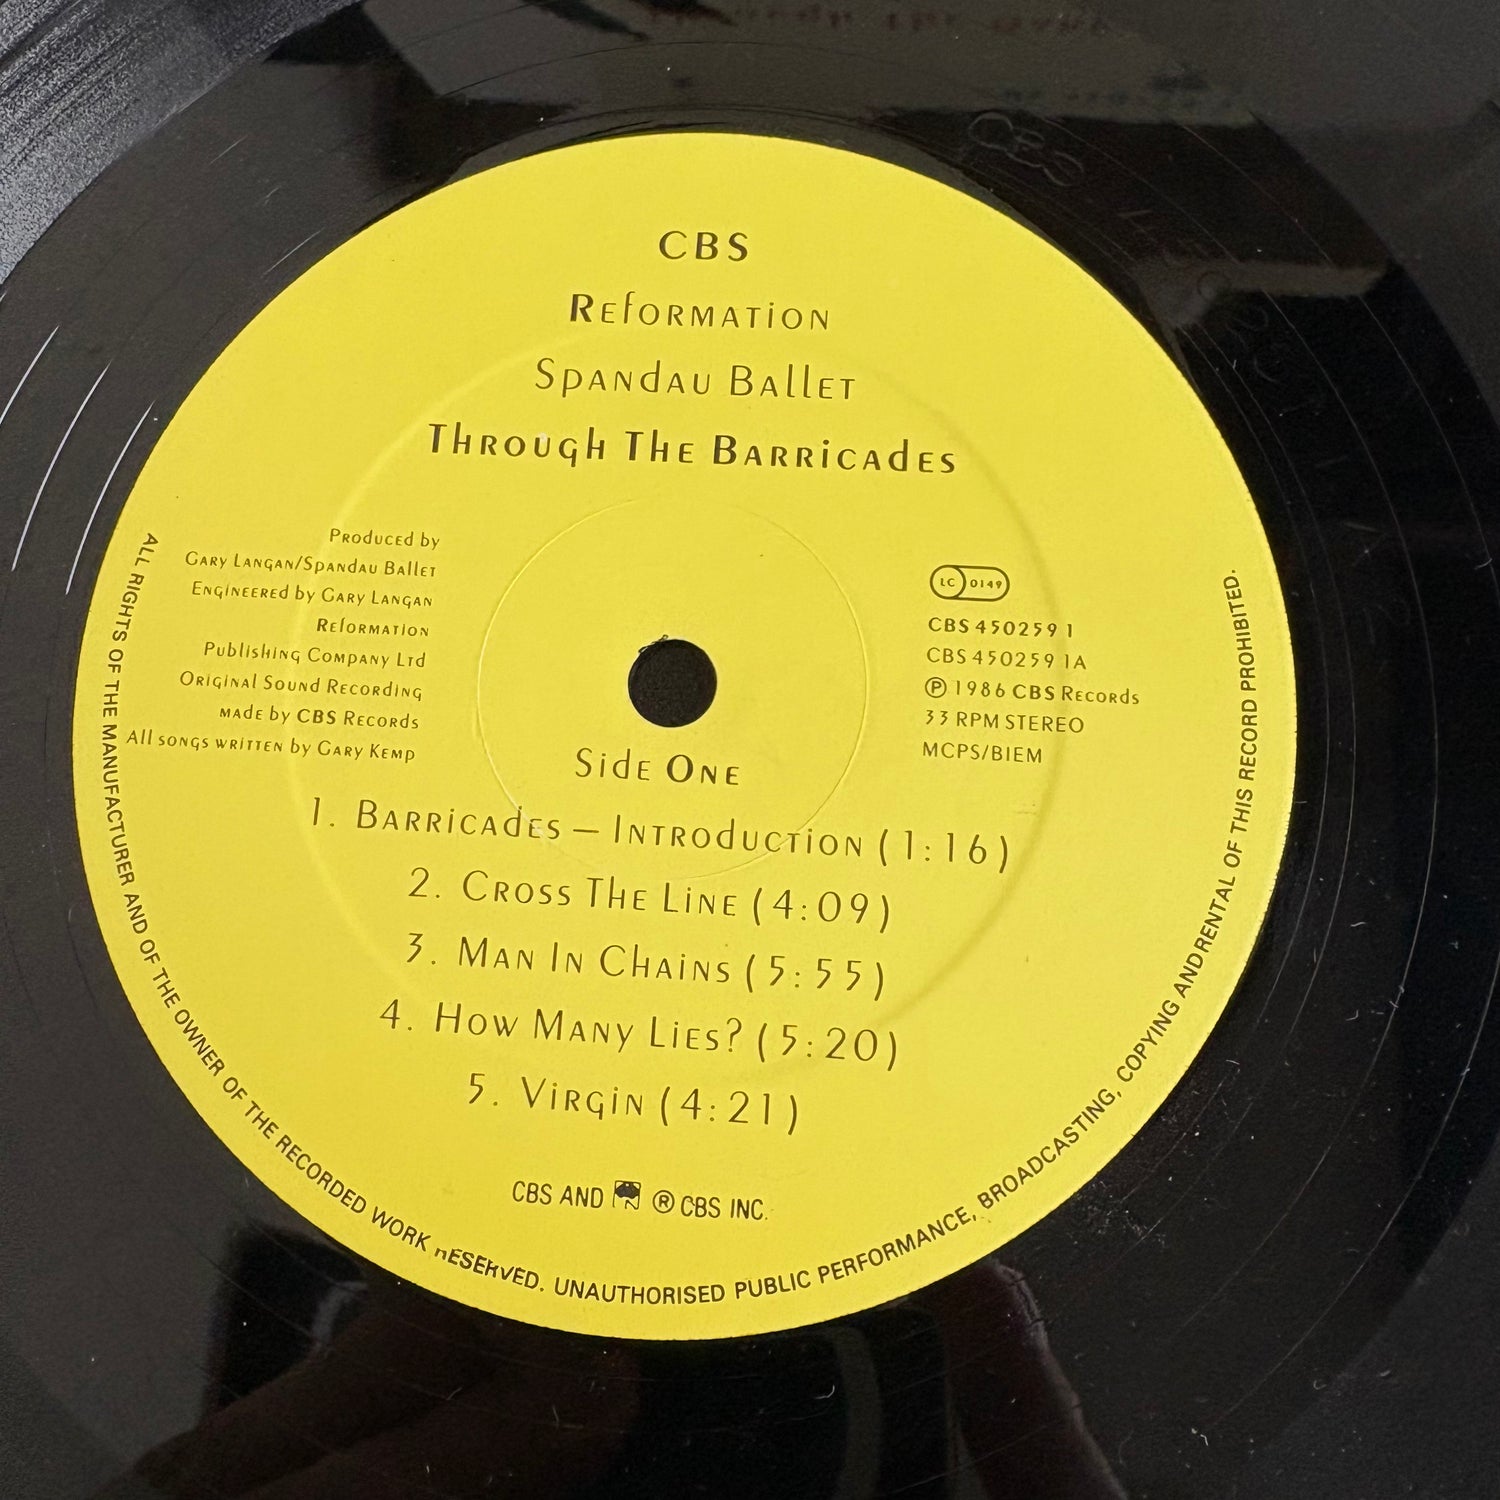 CBS
Reformation
Spandau Ballet
Through The Barricades
Produced by
Gary Langan/Spandau Ballet
Engineered by Gary Langan
Reformation
Publishing Company Ltd
Original Sound Recording
made by CBS Records
All songs written by Gary Kemp
LC 0149
CBS 450259 1
CBS 450259 1A
Ⓟ 1986 CBS Records
33 RPM STEREO
MCPS/BIEM
Side One
1. Barricades – Introduction (1:16)
2. Cross The Line (4:09)
3. Man In Chains (5:55)
4. How Many Lies? (5:20)
5. Virgin (4:21)
CBS AND ® CBS INC.
ALL RIGHTS OF THE MANUFACTURER AND OF THE OWNER OF THE RECORDED WORK RESERVED. UNAUTHORISED PUBLIC PERFORMANCE, BROADCASTING, COPYING ANDRENTAL OF THIS RECORD PROHIBITED.
CBS